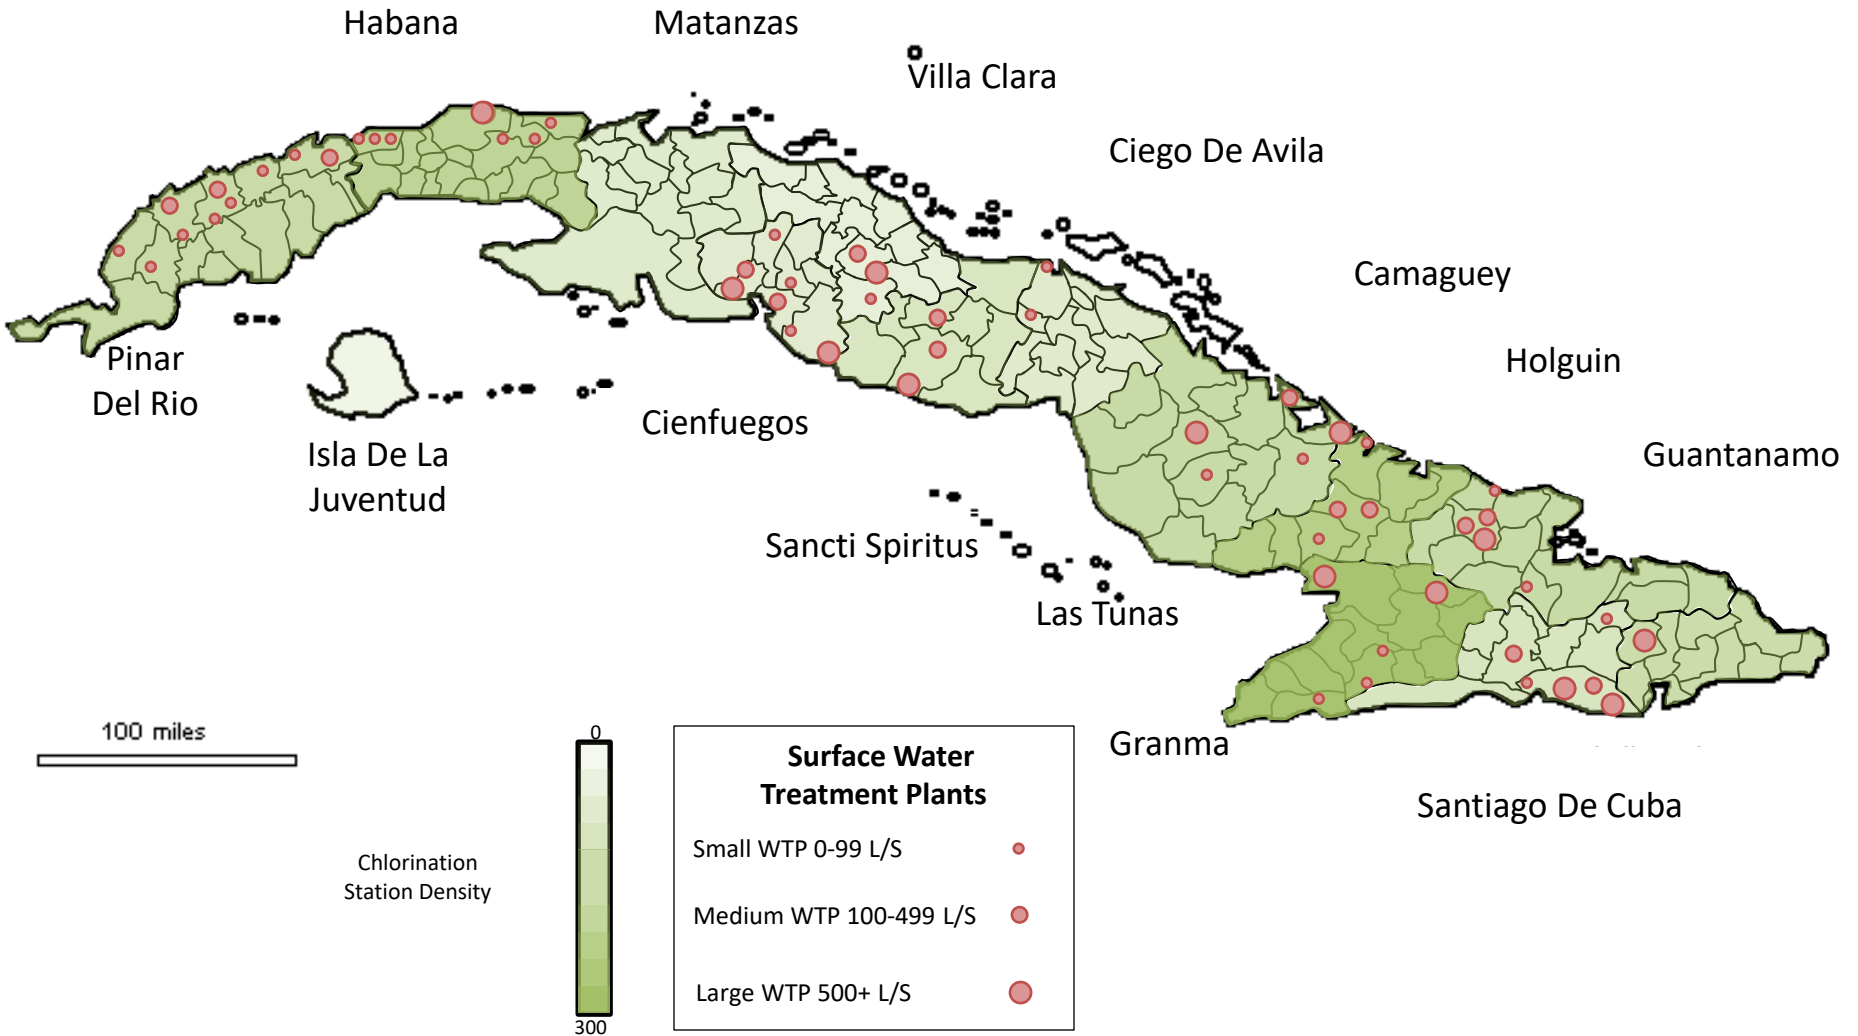 Habana
Matanzas
Villa Clara
Ciego De Avila
Camaguey
Holguin
Guantanamo
Pinar
Del Rio
Isla De La
Juventud
Cienfuegos
Sancti Spiritus
Las Tunas
Granma
Santiago De Cuba
100 miles
Chlorination
Station Density
0
300
Surface Water
Treatment Plants
Small WTP 0-99 L/S
Medium WTP 100-499 L/S
Large WTP 500+ L/S